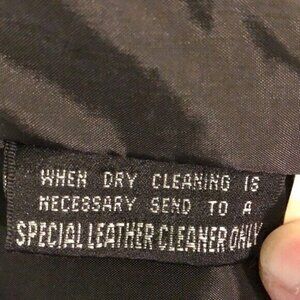 WHEN DRY CLEANING IS
NECESSARY SEND TO A
SPECIAL LEATHER CLEANER ONLY